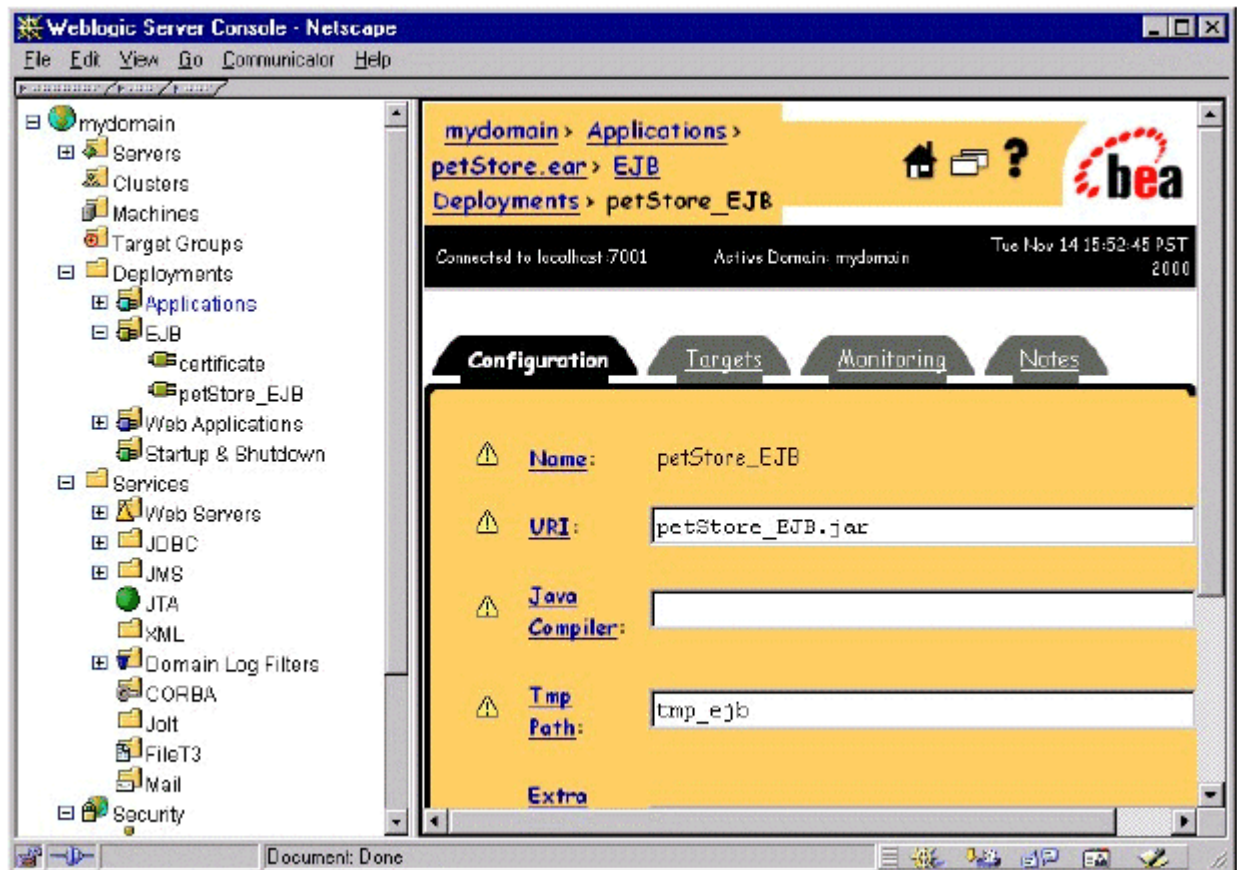 Weblogic Server Console - Netscape
File Edit View Go Communicator Help
mydomain
Servers
Clusters
Machines
Target Groups
Deployments
Applications
EJB
certificate
petStore_EJB
Web Applications
Startup & Shutdown
Services
Web Servers
JDBC
JMS
JTA
XML
Domain Log Filters
CORBA
Jolt
FileT3
Mail
Security
mydomain > Applications >
petStore.ear > EJB
Deployments > petStore_EJB
?
bea
Connected to localhost:7001 Active Domain: mydomain Tue Nov 14 15:52:45 PST
2000
Configuration Targets Monitoring Notes
Name: petStore_EJB
URI: petStore_EJB.jar
Java
Compiler:
Tmp
Path: tmp_ejb
Extra
Document: Done